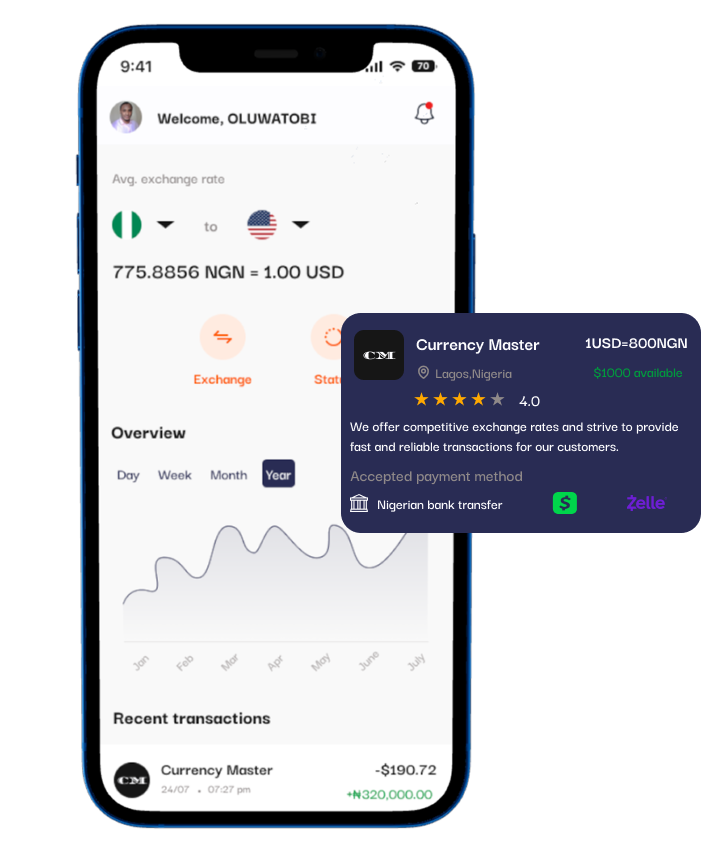 9:41
70
Welcome, OLUWATOBI
Avg. exchange rate
to
775.8856 NGN = 1.00 USD
Exchange
Statu
Overview
Day Week Month Year
Jan Feb Mar Apr May June July
Recent transactions
CM
Currency Master
-$190.72
24/07 • 07:27 pm
+₦320,000.00
CM
Currency Master
1USD=800NGN
Lagos,Nigeria
$1000 available
4.0
We offer competitive exchange rates and strive to provide
fast and reliable transactions for our customers.
Accepted payment method
Nigerian bank transfer
$
Zelle